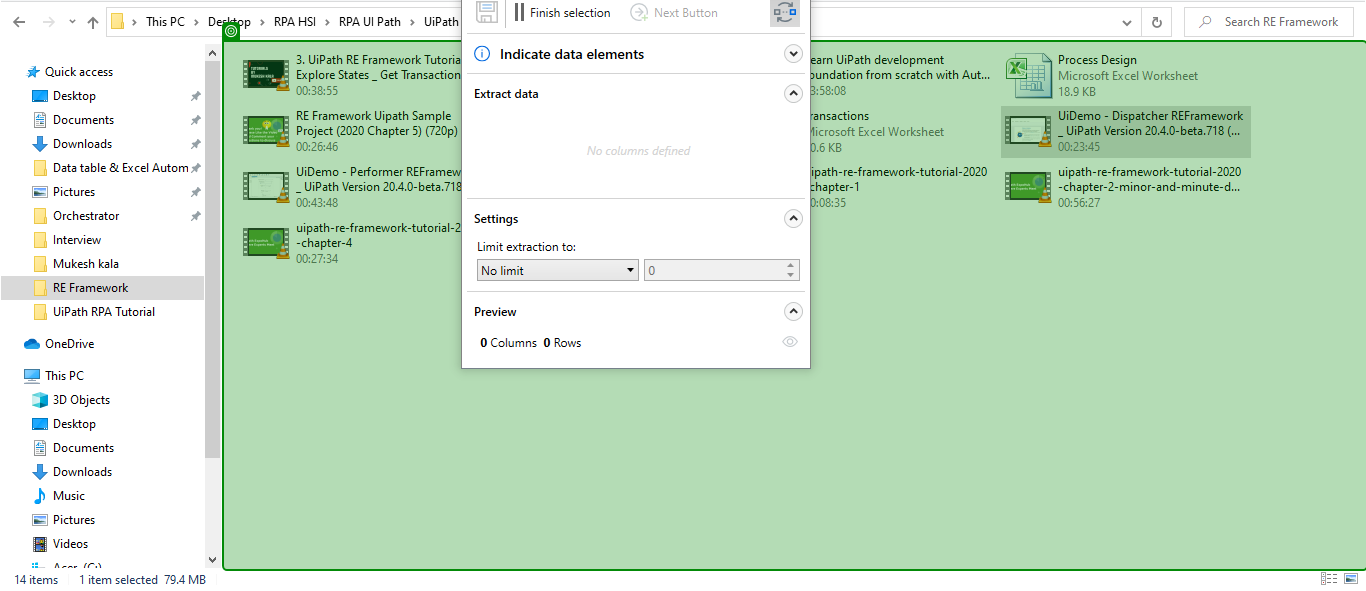 This PC
Desktop
RPA HSI
RPA UI Path
UiPath
Finish selection
Next Button
Search RE Framework
Quick access
Desktop
Documents
Downloads
Data table & Excel Autom
Pictures
Orchestrator
Interview
Mukesh kala
RE Framework
UiPath RPA Tutorial
OneDrive
This PC
3D Objects
Desktop
Documents
Downloads
Music
Pictures
Videos
Acer (C:)
3. UiPath RE Framework Tutoria
Explore States _ Get Transaction
00:38:55
RE Framework Uipath Sample
Project (2020 Chapter 5) (720p)
00:26:46
UiDemo - Performer REFramew
_ UiPath Version 20.4.0-beta.718
00:43:48
uipath-re-framework-tutorial-2
-chapter-4
00:27:34
Indicate data elements
Extract data
No columns defined
Settings
Limit extraction to:
No limit
0
Preview
0 Columns 0 Rows
earn UiPath development
oundation from scratch with Aut...
3:58:08
ransactions
Microsoft Excel Worksheet
0.6 KB
ipath-re-framework-tutorial-2020
chapter-1
0:08:35
Process Design
Microsoft Excel Worksheet
18.9 KB
UiDemo - Dispatcher REFramework
_ UiPath Version 20.4.0-beta.718 (...
00:23:45
uipath-re-framework-tutorial-2020
-chapter-2-minor-and-minute-d...
00:56:27
14 items
1 item selected 79.4 MB